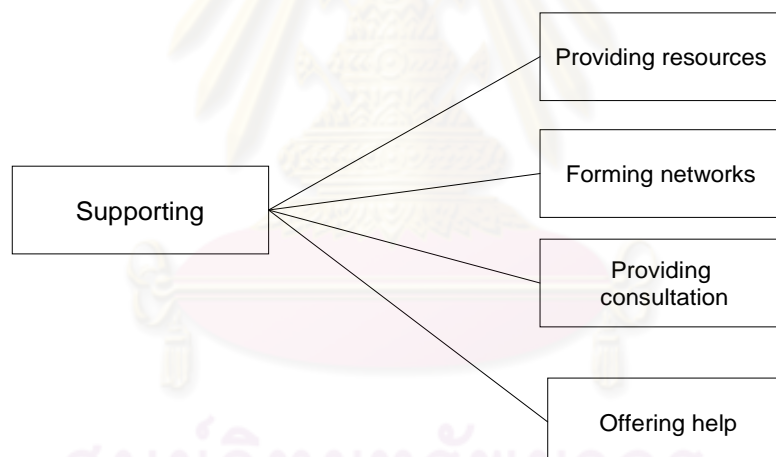 Providing resources
Forming networks
Supporting
Providing
consultation
Offering help